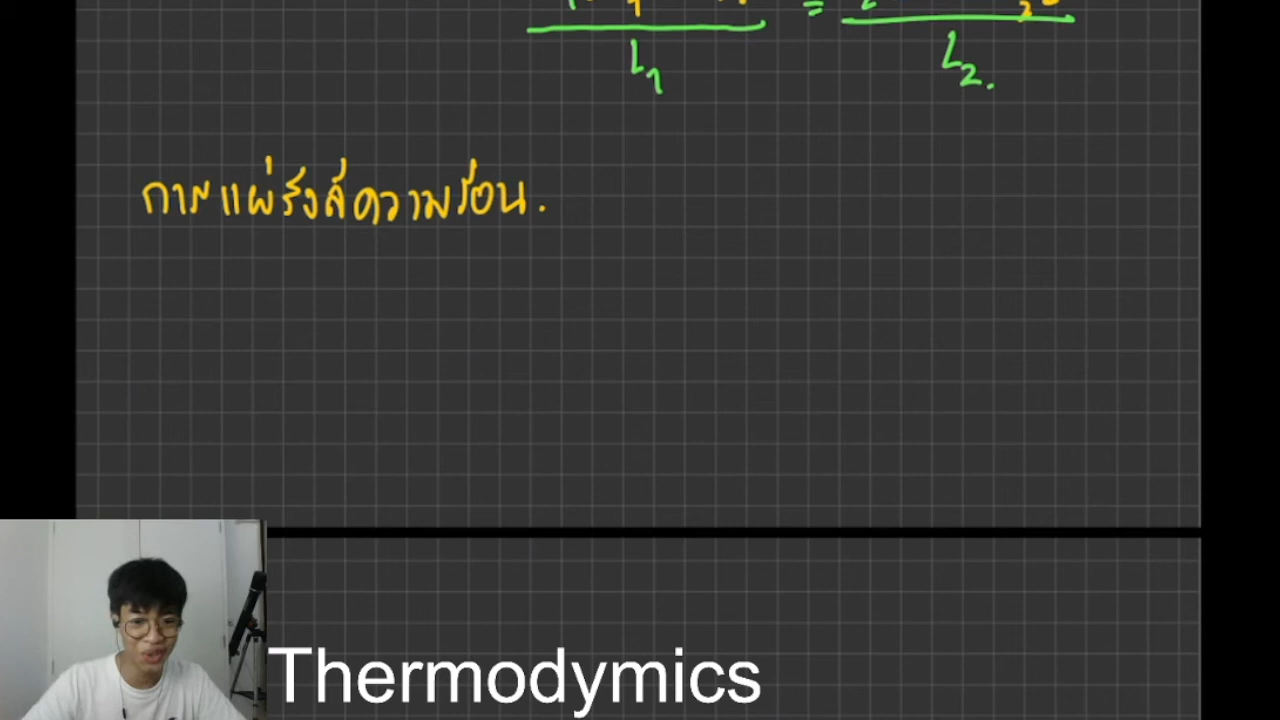 =
L1 L2.
การแผ่รังสีความร้อน.
Thermodymics